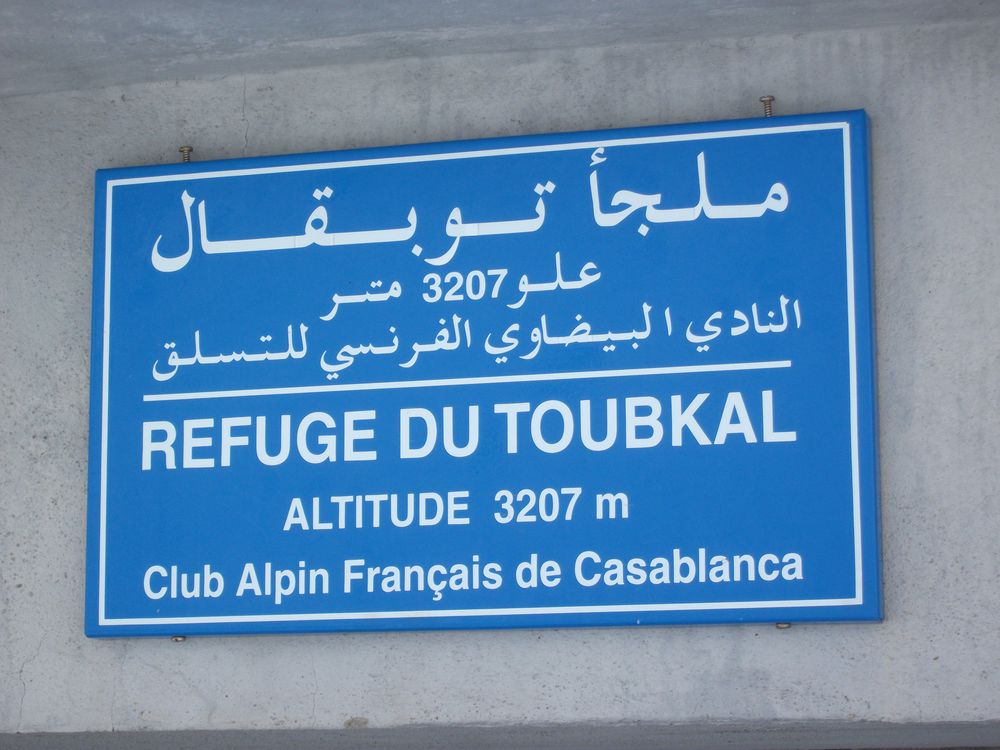 ملجأ توبقال
علو 3207 متر
النادي البيضاوي الفرنسي للتسلق
REFUGE DU TOUBKAL
ALTITUDE 3207 m
Club Alpin Français de Casablanca